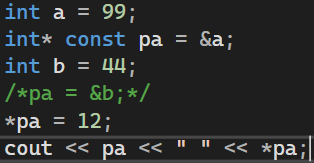 int a = 99;
int* const pa = &a;
int b = 44;
/*pa = &b;*/
*pa = 12;
cout << pa << " " << *pa;